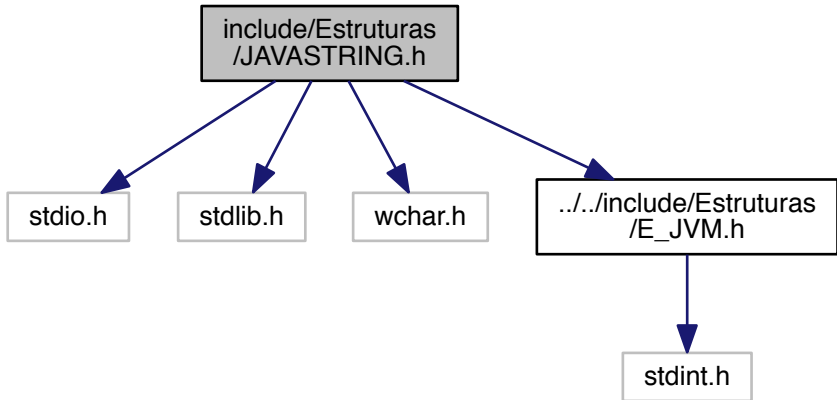 include/Estruturas
/JAVASTRING.h
stdio.h
stdlib.h
wchar.h
../../include/Estruturas
/E_JVM.h
stdint.h